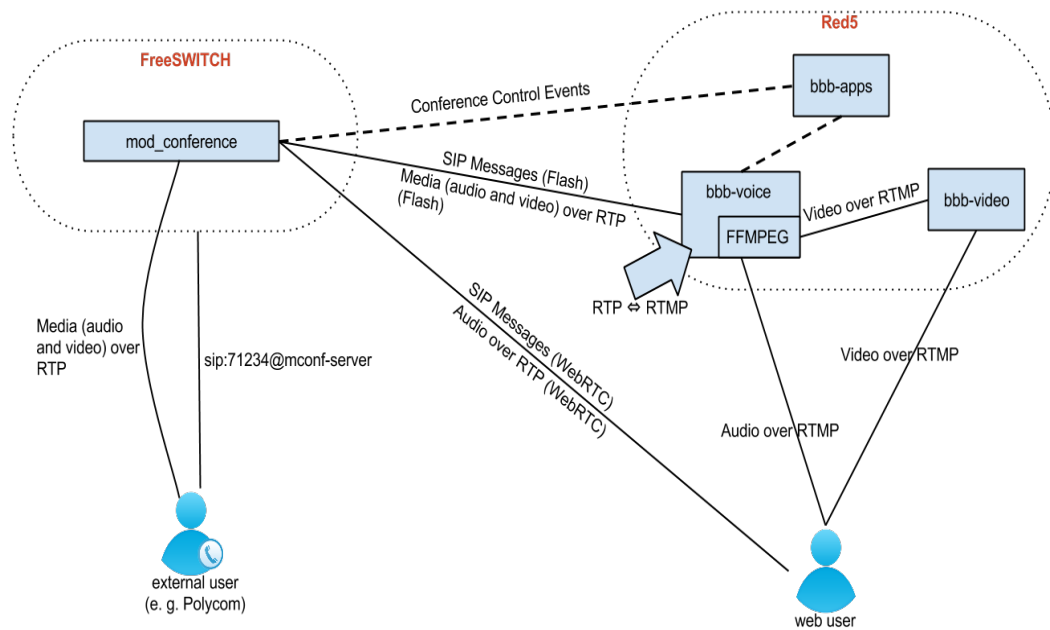 Red5
FreeSWITCH
bbb-apps
Conference Control Events
mod_conference
SIP Messages (Flash)
Media (audio and video) over RTP
(Flash)
bbb-voice
FFMPEG
Video over RTMP
bbb-video
RTP ⇔ RTMP
SIP Messages (WebRTC)
Audio over RTP (WebRTC)
Media (audio
and video) over
RTP
sip:71234@mconf-server
Video over RTMP
Audio over RTMP
external user
(e. g. Polycom)
web user